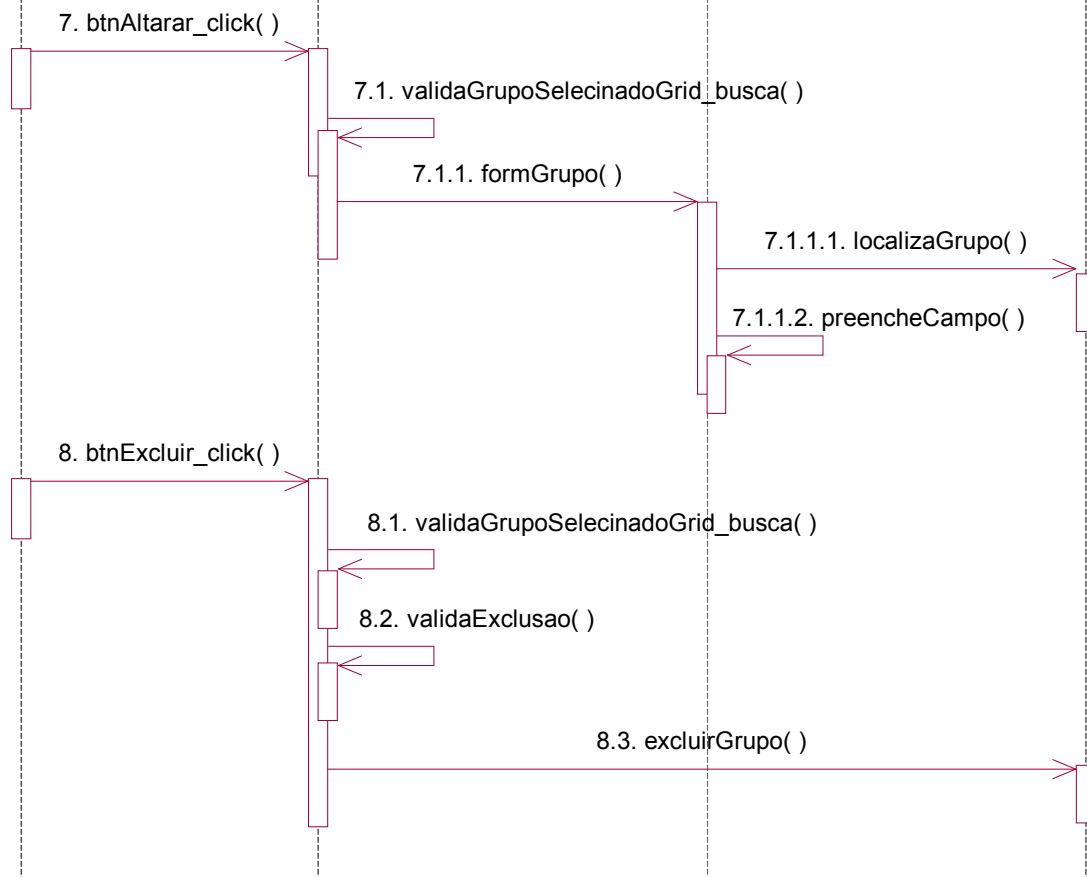 7. btnAltarar_click( )
7.1. validaGrupoSelecinadoGrid_busca( )
7.1.1. formGrupo( )
7.1.1.1. localizaGrupo( )
7.1.1.2. preencheCampo( )
8. btnExcluir_click( )
8.1. validaGrupoSelecinadoGrid_busca( )
8.2. validaExclusao( )
8.3. excluirGrupo( )